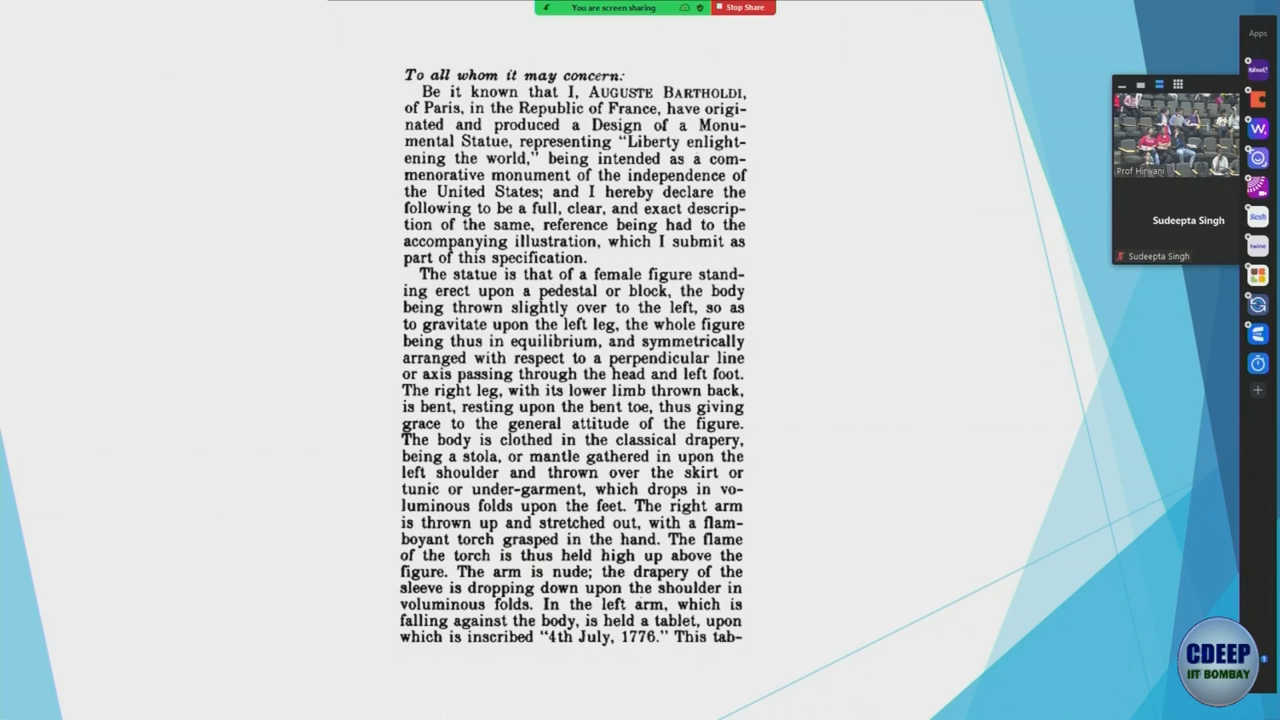 You are screen sharing
Stop Share
To all whom it may concern:
Be it known that I, AUGUSTE BARTHOLDI,
of Paris, in the Republic of France, have origi-
nated and produced a Design of a Monu-
mental Statue, representing "Liberty enlight-
ening the world," being intended as a com-
menorative monument of the independence of
the United States; and I hereby declare the
following to be a full, clear, and exact descrip-
tion of the same, reference being had to the
accompanying illustration, which I submit as
part of this specification.
The statue is that of a female figure stand-
ing erect upon a pedestal or block, the body
being thrown slightly over to the left, so as
to gravitate upon the left leg, the whole figure
being thus in equilibrium, and symmetrically
arranged with respect to a perpendicular line
or axis passing through the head and left foot.
The right leg, with its lower limb thrown back,
is bent, resting upon the bent toe, thus giving
grace to the general attitude of the figure.
The body is clothed in the classical drapery,
being a stola, or mantle gathered in upon the
left shoulder and thrown over the skirt or
tunic or under-garment, which drops in vo-
luminous folds upon the feet. The right arm
is thrown up and stretched out, with a flam-
boyant torch grasped in the hand. The flame
of the torch is thus held high up above the
figure. The arm is nude; the drapery of the
sleeve is dropping down upon the shoulder in
voluminous folds. In the left arm, which is
falling against the body, is held a tablet, upon
which is inscribed "4th July, 1776." This tab-
Apps
Prof Hirwani
Sudeepta Singh
Sudeepta Singh
Kahoot!
W.
Sesh
twine
CDEEP
IIT BOMBAY